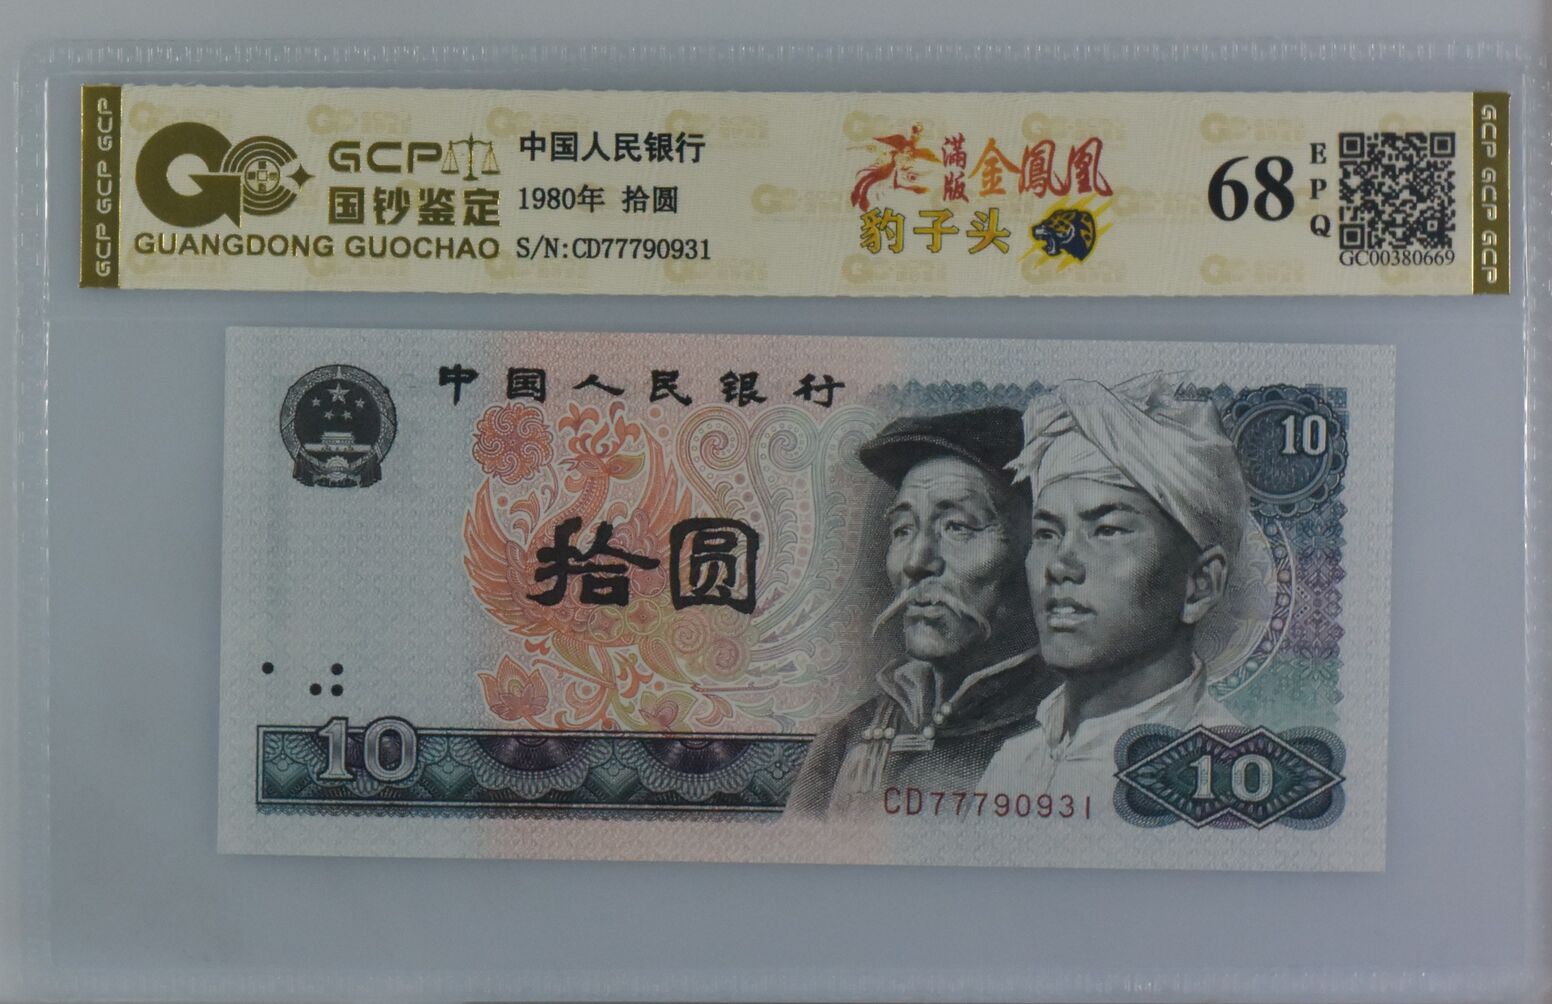 GCP GCP GCP
GCP
国钞鉴定
GUANGDONG GUOCHAO
中国人民银行
1980年 拾圆
S/N:CD77790931
满版
金鳳凰
豹子头
68
EPQ
GC00380669
GCP GCP GCP
中国人民银行
10
拾圆
10
CD77790931
10